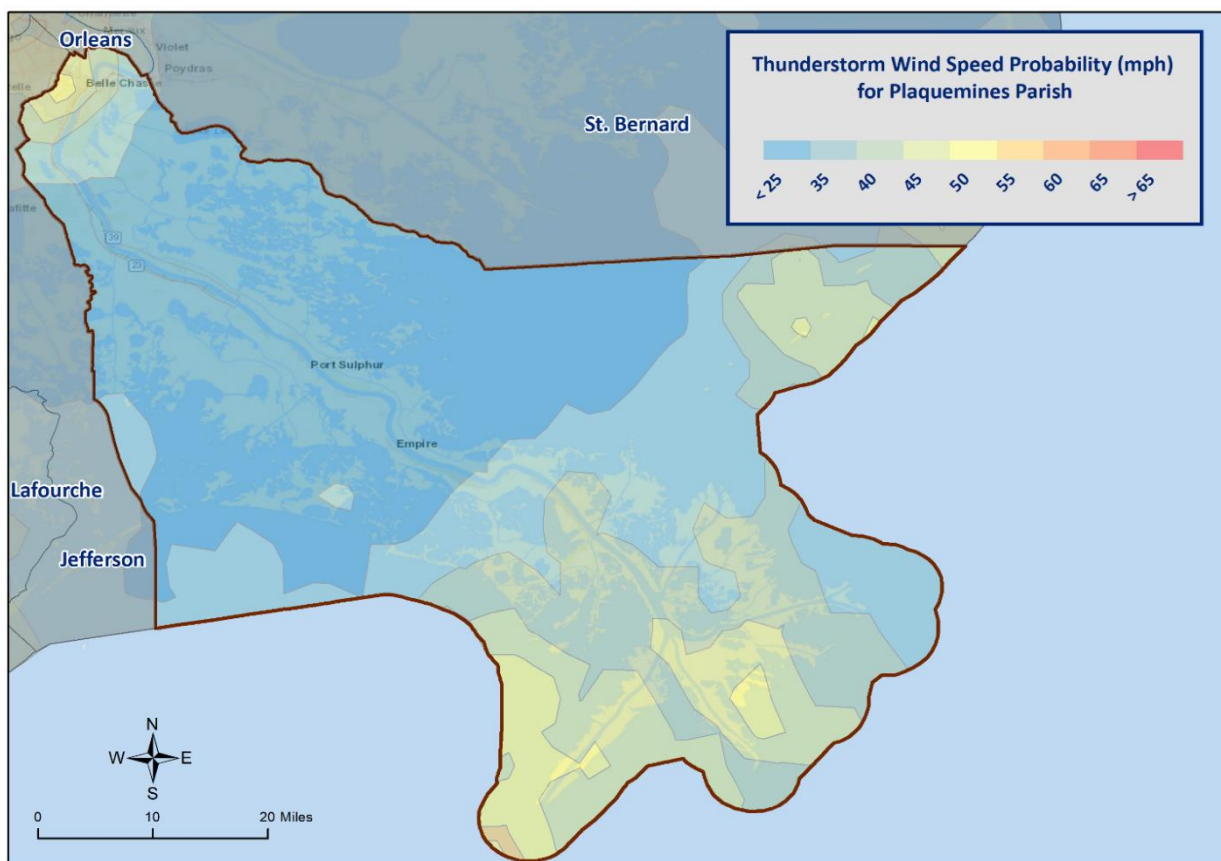 Orleans
Violet
Poydras
Belle Chasse
Thunderstorm Wind Speed Probability (mph)
for Plaquemines Parish
< 25
35
40
45
50
55
60
65
> 65
St. Bernard
39
23
Port Sulphur
Empire
Lafourche
Jefferson
N
W
E
S
0
10
20 Miles